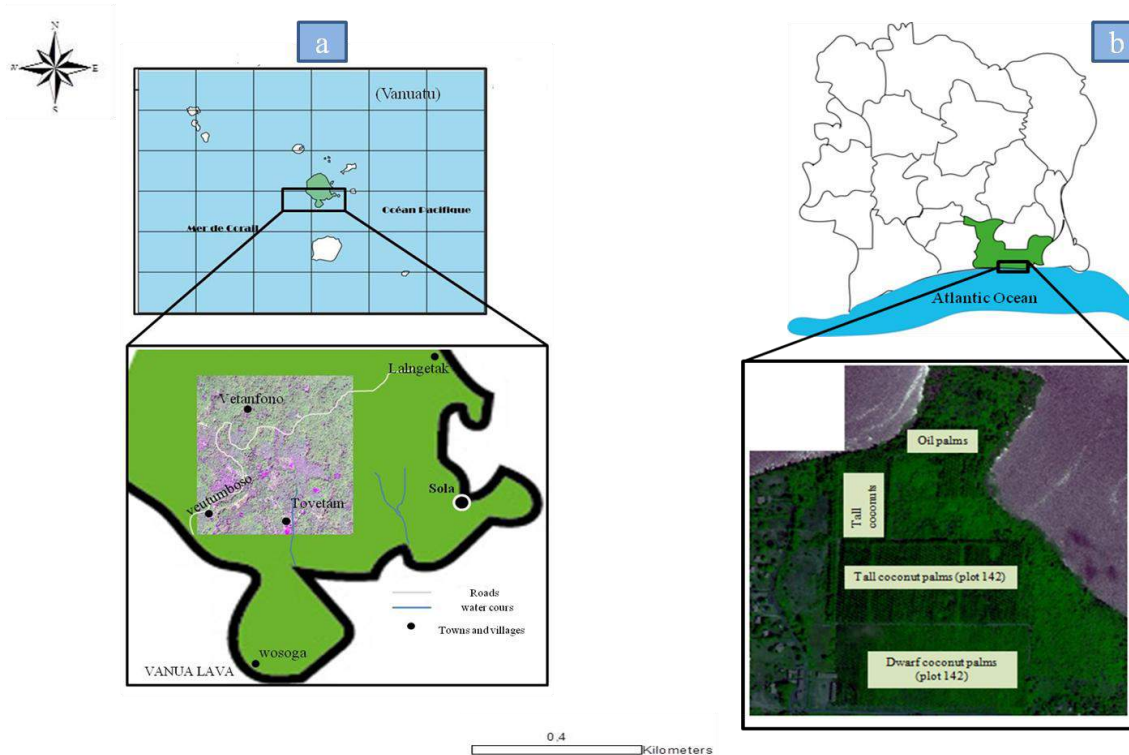 a
b
N
W
E
S
(Vanuatu)
Océan Pacifique
Mer de Corail
Atlantic Ocean
Lalngetak
Vetanfono
veutumboso
Tovetam
Sola
Roads
water cours
Towns and villages
wosoga
VANUA LAVA
Oil palms
Tall
coconuts
Tall coconut palms (plot 142)
Dwarf coconut palms
(plot 142)
0,4
Kilometers